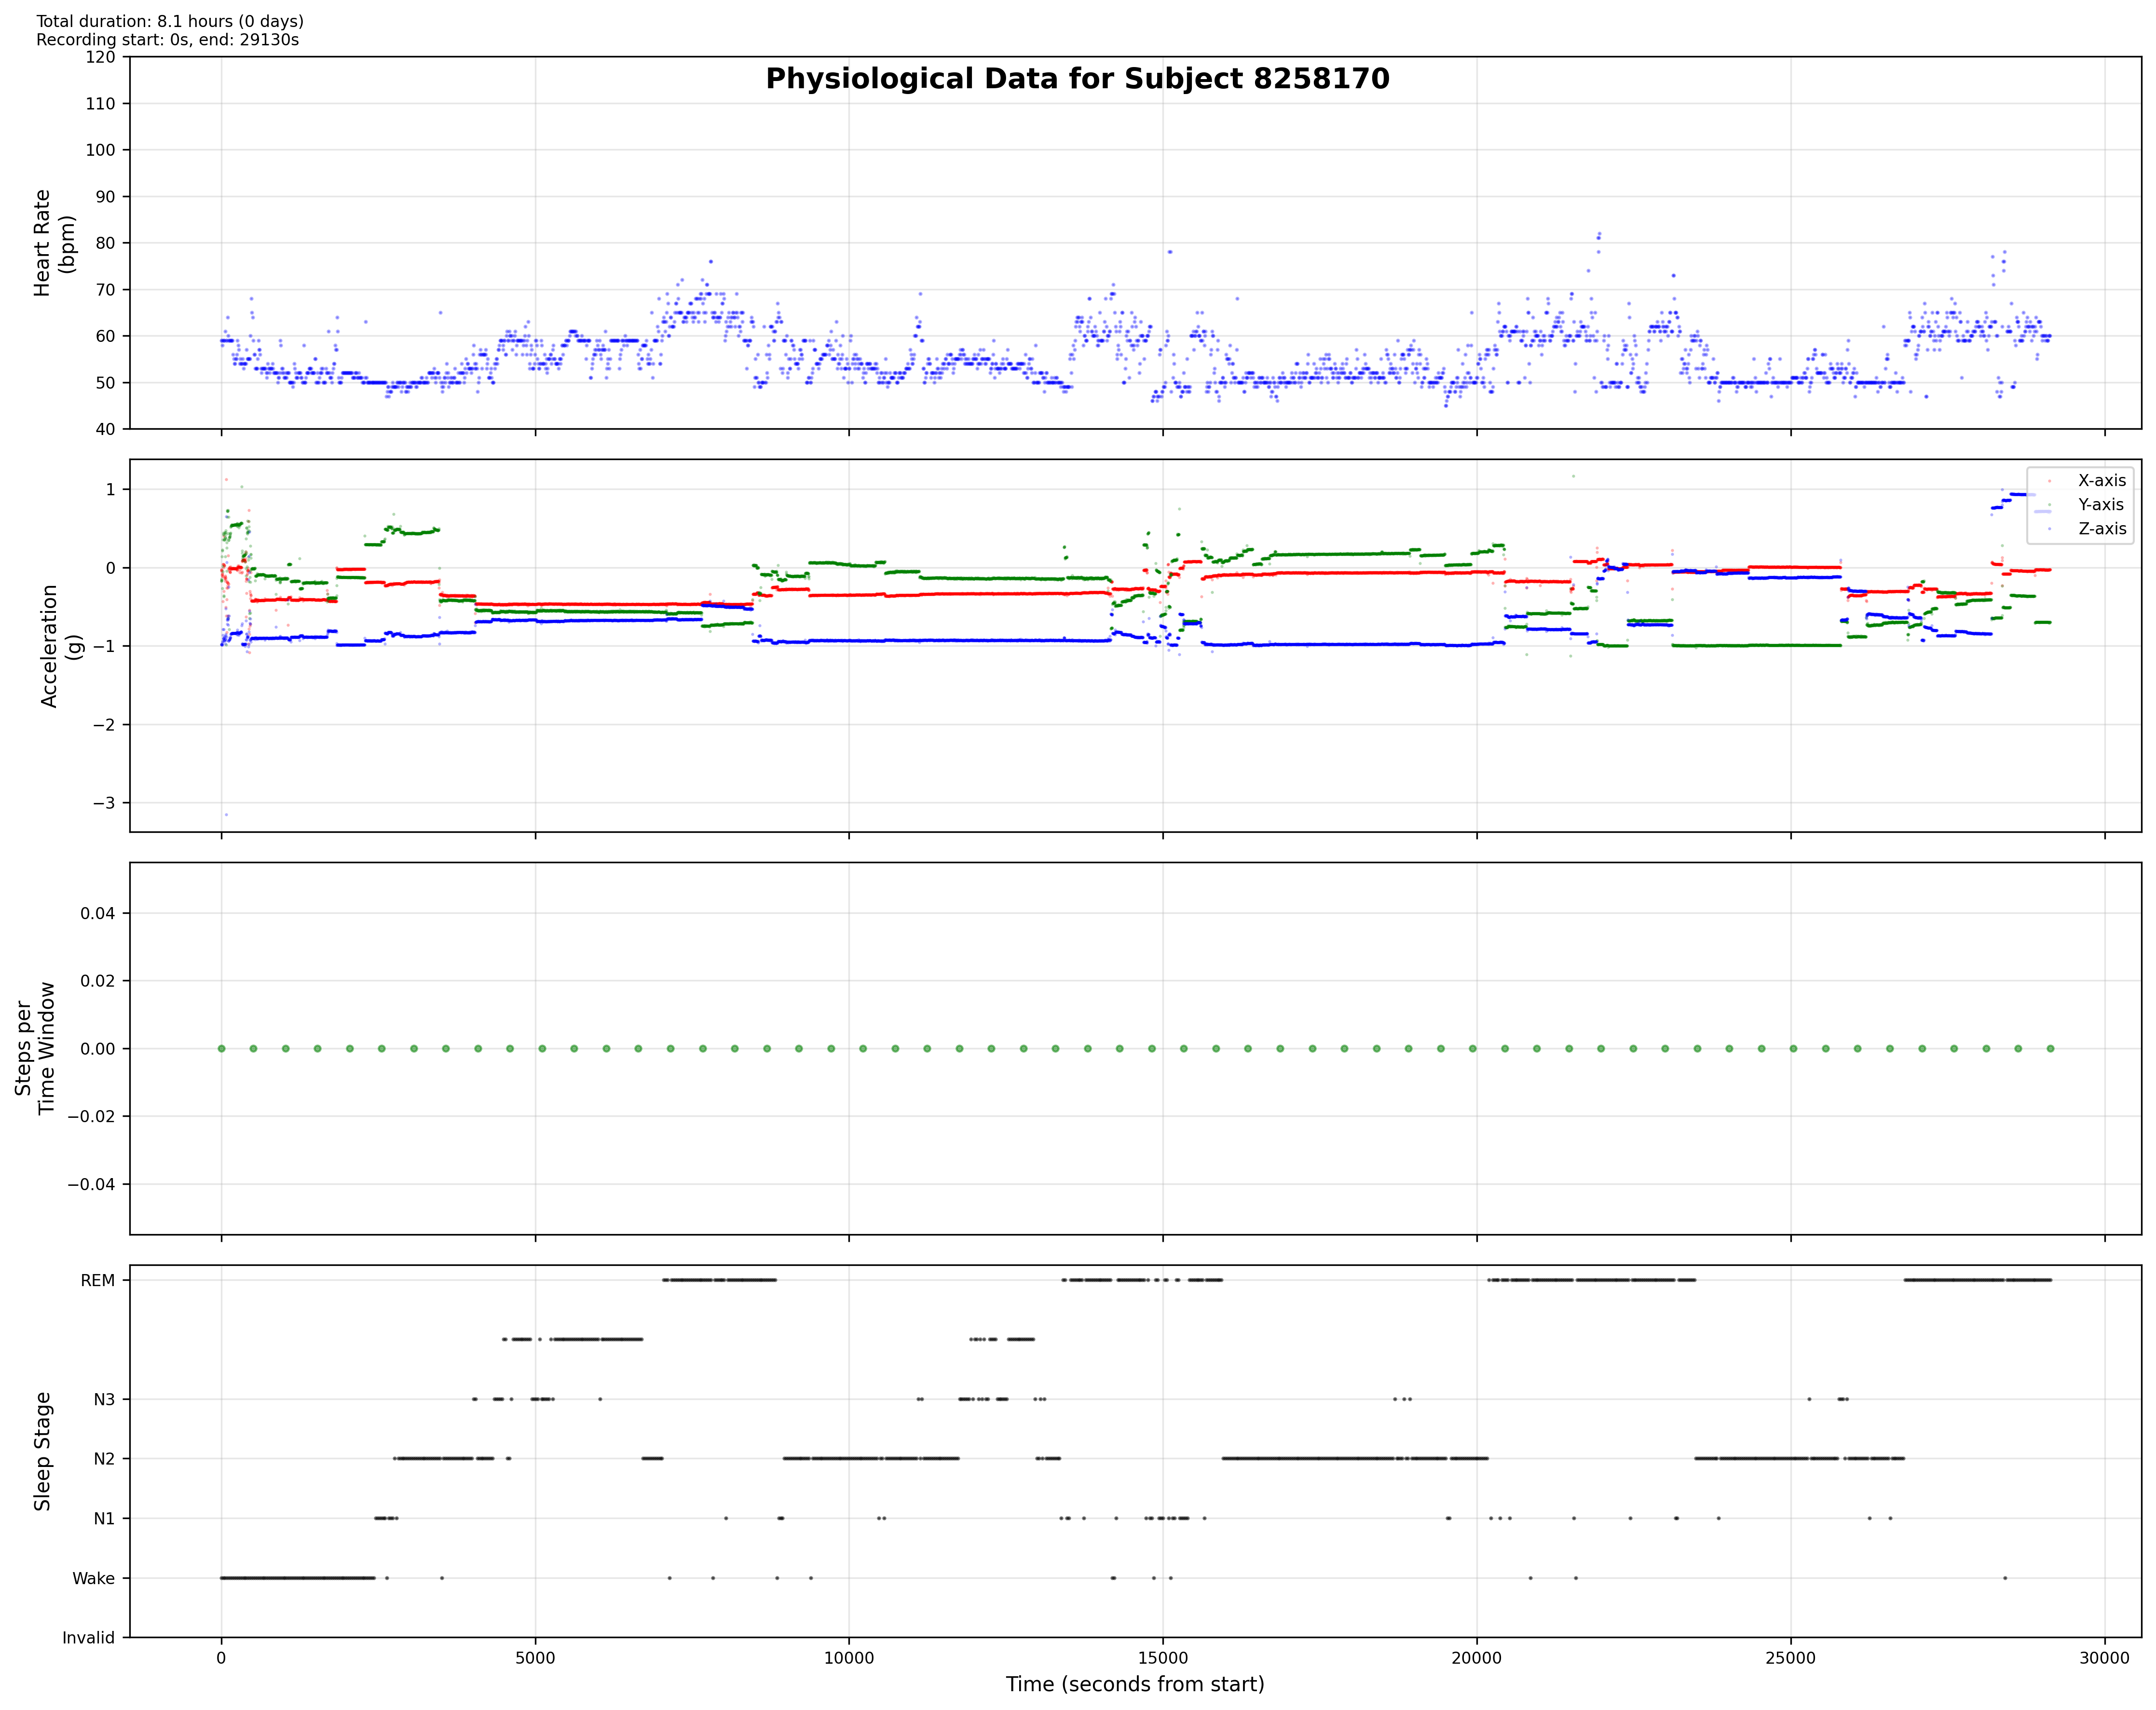 Total duration: 8.1 hours (0 days)
Recording start: 0s, end: 29130s
Physiological Data for Subject 8258170
Heart Rate
(bpm)
120
110
100
90
80
70
60
50
40
Acceleration
(g)
1
0
−1
−2
−3
X-axis
Y-axis
Z-axis
Steps per
Time Window
0.04
0.02
0.00
−0.02
−0.04
Sleep Stage
REM
N3
N2
N1
Wake
Invalid
0 5000 10000 15000 20000 25000 30000
Time (seconds from start)